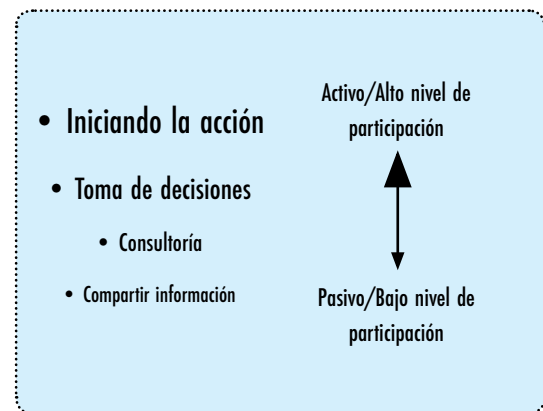 • Iniciando la acción
• Toma de decisiones
• Consultoría
• Compartir información
Activo/Alto nivel de
participación
Pasivo/Bajo nivel de
participación